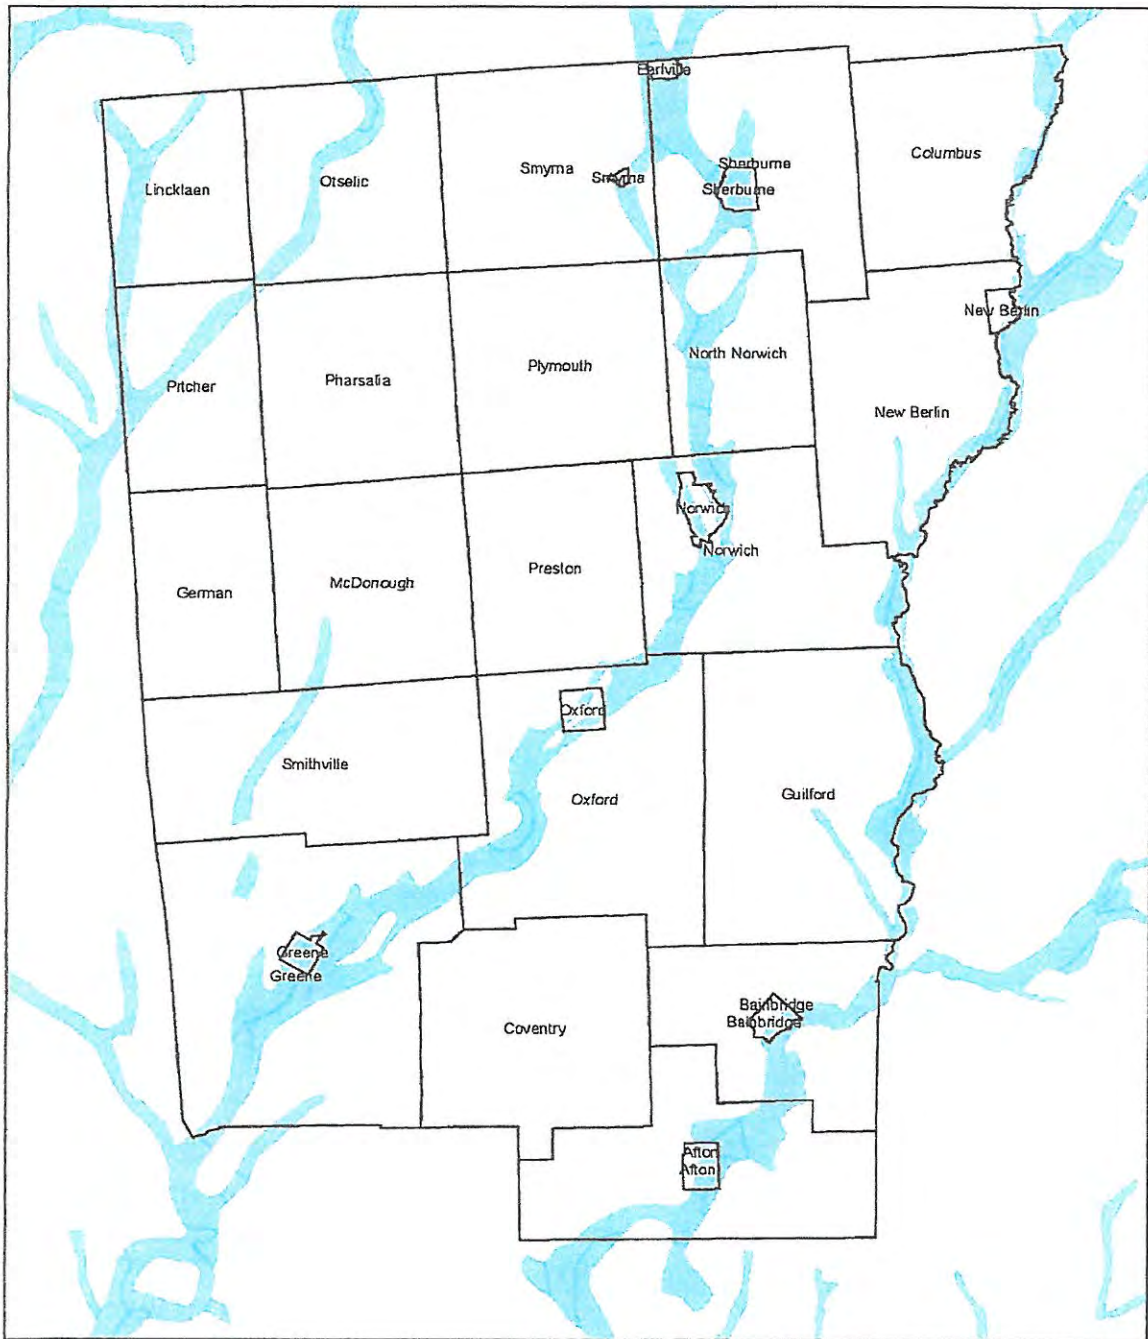 Earlville
Columbus
Smyrna
Sherburne
Otselic
Smyrna
Lincklaen
Sherburne
New Berlin
North Norwich
Plymouth
Pharsalia
Pitcher
New Berlin
Norwich
Norwich
Preston
McDonough
German
Oxford
Smithville
Guilford
Oxford
Greene
Greene
Bainbridge
Bainbridge
Coventry
Afton
Afton